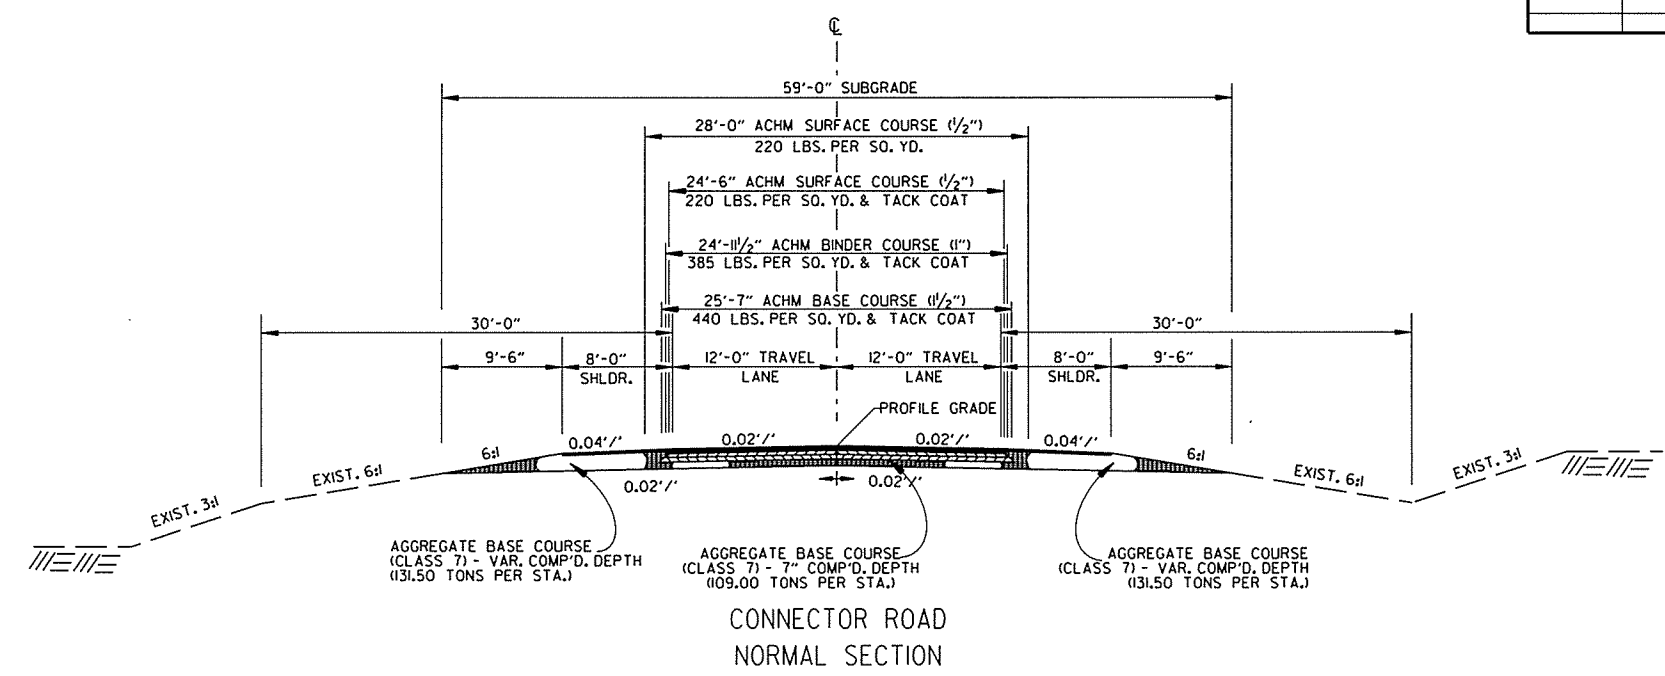 ℄
59'-0" SUBGRADE
28'-0" ACHM SURFACE COURSE (1/2")
220 LBS. PER SQ. YD.
24'-6" ACHM SURFACE COURSE (1/2")
220 LBS. PER SQ. YD. & TACK COAT
24'-11 1/2" ACHM BINDER COURSE (1")
385 LBS. PER SQ. YD. & TACK COAT
25'-7" ACHM BASE COURSE (1 1/2")
440 LBS. PER SQ. YD. & TACK COAT
30'-0" 30'-0"
9'-6" 8'-0" 12'-0" TRAVEL 12'-0" TRAVEL 8'-0" 9'-6"
SHLDR. LANE LANE SHLDR.
PROFILE GRADE
0.04'/' 0.02'/' 0.02'/' 0.04'/'
6:1 6:1
EXIST. 3:1 EXIST. 6:1 EXIST. 6:1 EXIST. 3:1
0.02'/' 0.02'/'
AGGREGATE BASE COURSE
(CLASS 7) - VAR. COMP'D. DEPTH
(131.50 TONS PER STA.)
AGGREGATE BASE COURSE
(CLASS 7) - 7" COMP'D. DEPTH
(109.00 TONS PER STA.)
AGGREGATE BASE COURSE
(CLASS 7) - VAR. COMP'D. DEPTH
(131.50 TONS PER STA.)
CONNECTOR ROAD
NORMAL SECTION